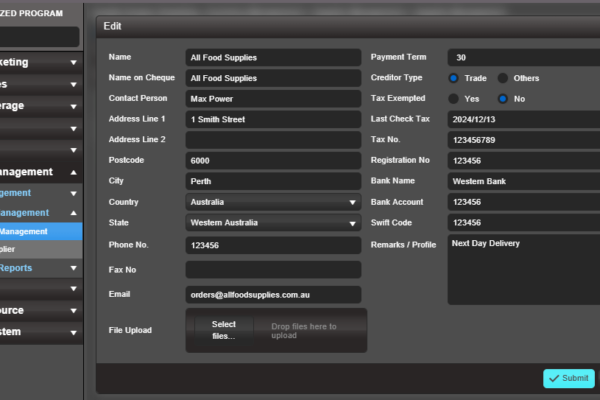 ZED PROGRAM
Edit
keting
es
erage
anagement
gement
anagement
Management
plier
Reports
ource
stem
Name
All Food Supplies
Name on Cheque
All Food Supplies
Contact Person
Max Power
Address Line 1
1 Smith Street
Address Line 2
Postcode
6000
City
Perth
Country
Australia
State
Western Australia
Phone No.
123456
Fax No
Email
orders@allfoodsupplies.com.au
File Upload
Select
files...
Drop files here to
upload
Payment Term
30
Creditor Type
Trade
Others
Tax Exempted
Yes
No
Last Check Tax
2024/12/13
Tax No.
123456789
Registration No
123456
Bank Name
Western Bank
Bank Account
123456
Swift Code
123456
Remarks / Profile
Next Day Delivery
Submit